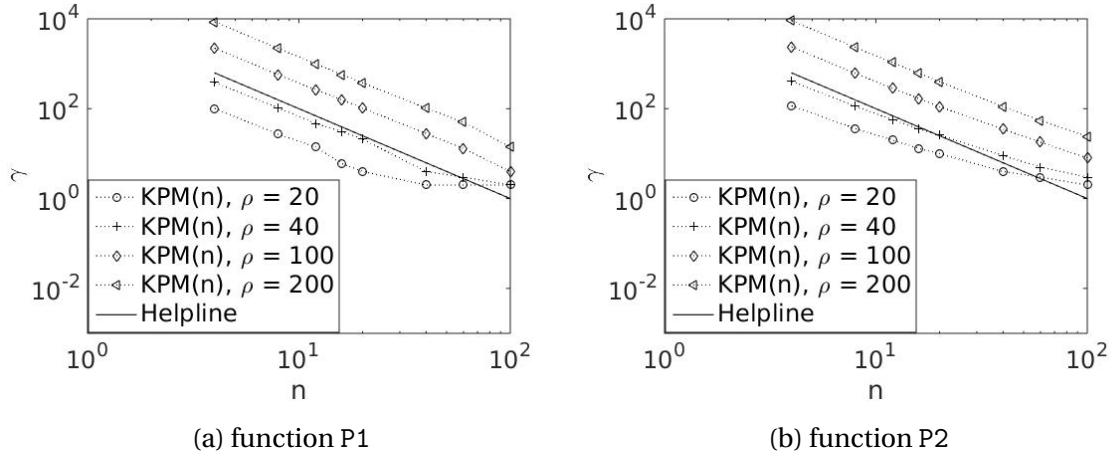 10^4
10^2
10^0
10^-2
γ
KPM(n), ρ = 20
KPM(n), ρ = 40
KPM(n), ρ = 100
KPM(n), ρ = 200
Helpline
10^0 10^1 10^2
n
(a) function P1
10^4
10^2
10^0
10^-2
γ
KPM(n), ρ = 20
KPM(n), ρ = 40
KPM(n), ρ = 100
KPM(n), ρ = 200
Helpline
10^0 10^1 10^2
n
(b) function P2